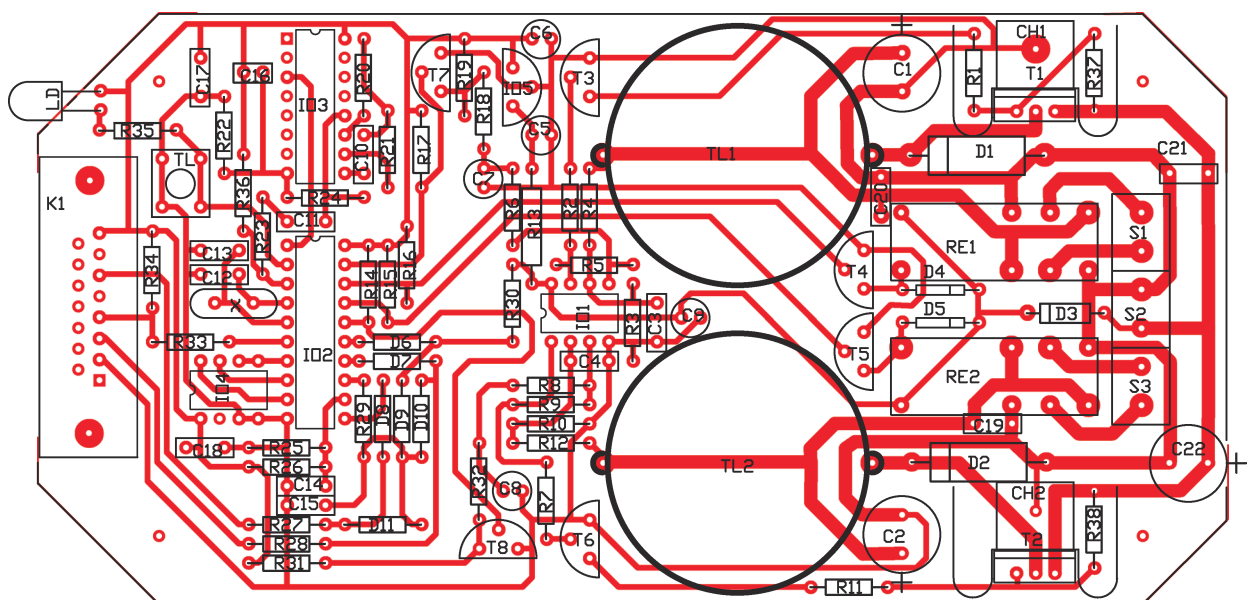 C6
CH1
C17
C16
R20
T7
R19
IO5
T3
C1
R1
T1
R37
LD
IO3
R18
R35
R22
C10
R21
R17
C5
TL
TL1
D1
C21
K1
R36
R24
C7
C20
C11
R23
R6
R13
R2
R4
RE1
S1
C13
C12
R34
R14
R15
R16
R5
T4
D4
X
R30
IO1
R3
C3
C9
D5
D3
S2
R33
IO2
D6
D7
C4
T5
IO4
R29
D8
D9
D10
R8
R9
R10
R12
RE2
S3
C19
C18
R25
R26
C14
C15
R32
C8
R7
TL2
D2
C22
CH2
R27
R28
R31
D11
T8
T6
C2
T2
R38
R11